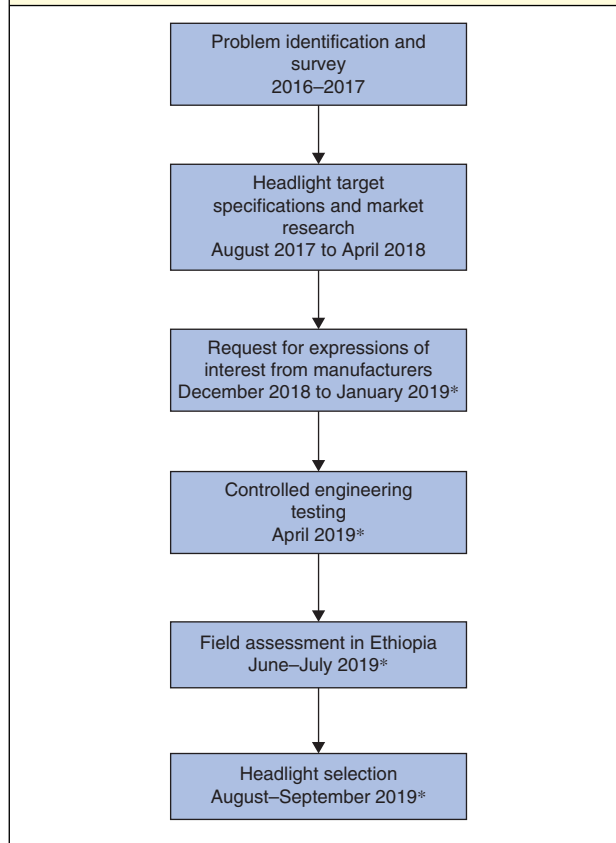 Problem identification and
survey
2016–2017
Headlight target
specifications and market
research
August 2017 to April 2018
Request for expressions of
interest from manufacturers
December 2018 to January 2019*
Controlled engineering
testing
April 2019*
Field assessment in Ethiopia
June–July 2019*
Headlight selection
August–September 2019*